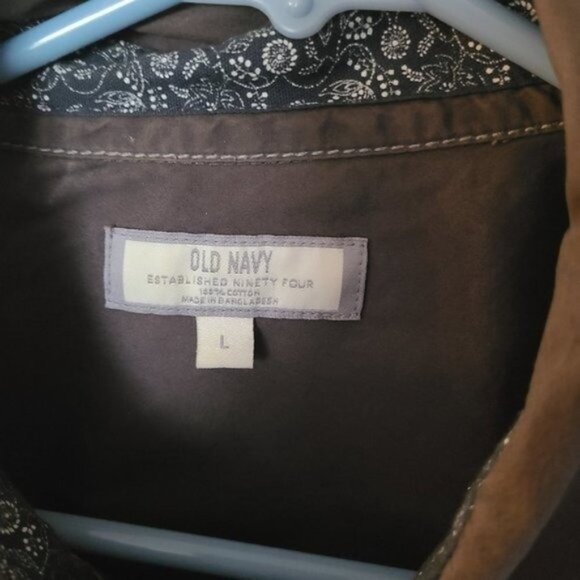 OLD NAVY
ESTABLISHED NINETY FOUR
100% COTTON
MADE IN BANGLADESH
L